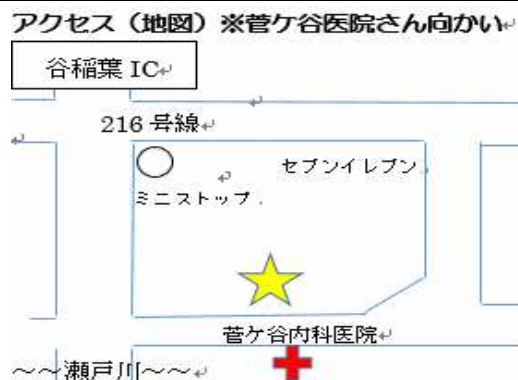 アクセス（地図）※菅ケ谷医院さん向かい
谷稲葉 IC
216 号線
セブンイレブン
ミニストップ
菅ケ谷内科医院
～～瀬戸川～～